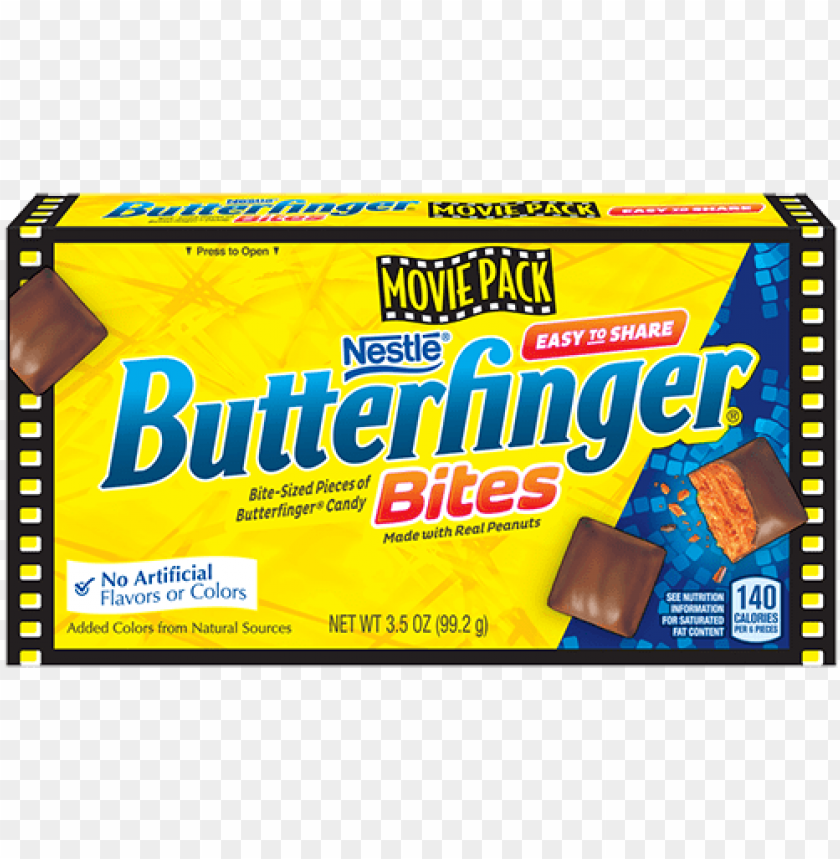 Nestlé
Butterfinger® MOVIE PACK EASY TO SHARE
Bites
Press to Open
MOVIE PACK
Nestlé®
EASY TO SHARE
Butterfinger®
Bite-Sized Pieces of
Butterfinger® Candy
Bites
Made with Real Peanuts
No Artificial
Flavors or Colors
Added Colors from Natural Sources
NET WT 3.5 OZ (99.2 g)
SEE NUTRITION
INFORMATION
FOR SATURATED
FAT CONTENT
140
CALORIES
PER 6 PIECES